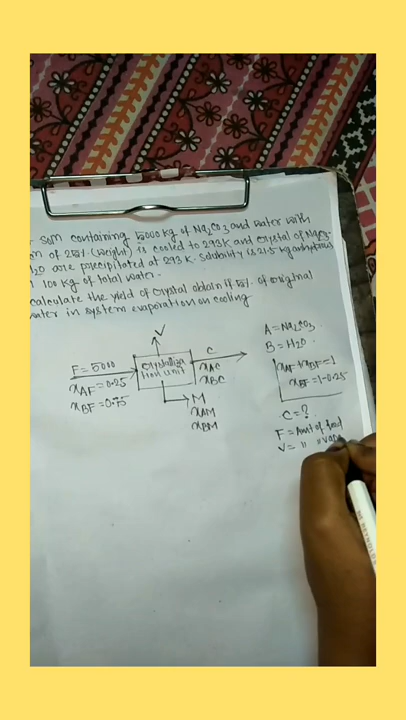 soln containing 5000 kg of Na2CO3 and water with
of 25% (weight) is cooled to 293K and crystal of Na2CO3.
H2O are precipitated at 293 K. solubility is 21.5 kg anhydrous
100 kg of total water.
calculate the yield of crystal obtain if 5% of original
water in system evaporation on cooling
V
F = 5000
xAF = 0.25
xBF = 0.75
crystalliza
tion unit
C
xAC
xBC
M
xAM
xBM
A = Na2CO3
B = H2O
xAF + xBF = 1
xBF = 1-0.25
C = ?
F = Amt of feed
V = " "